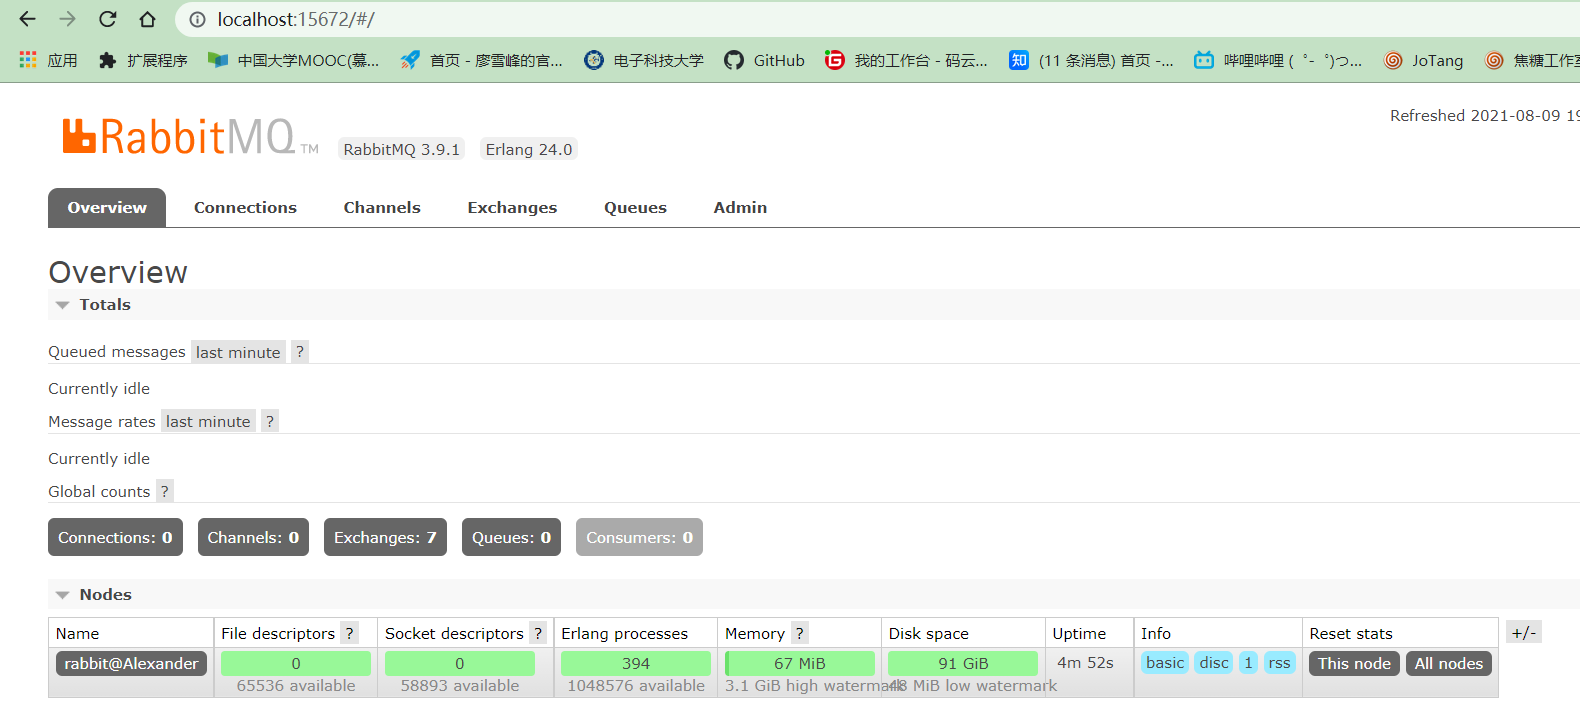 localhost:15672/#/
应用 扩展程序 中国大学MOOC(慕... 首页 - 廖雪峰的官... 电子科技大学 GitHub 我的工作台 - 码云... (11 条消息) 首页 -... 哔哩哔哩 ( ゜- ゜)つ... JoTang 焦糖工作室
Refreshed 2021-08-09 19
RabbitMQ TM RabbitMQ 3.9.1 Erlang 24.0
Overview Connections Channels Exchanges Queues Admin
Overview
Totals
Queued messages last minute ?
Currently idle
Message rates last minute ?
Currently idle
Global counts ?
Connections: 0 Channels: 0 Exchanges: 7 Queues: 0 Consumers: 0
Nodes
Name File descriptors ? Socket descriptors ? Erlang processes Memory ? Disk space Uptime Info Reset stats +/-
rabbit@Alexander 0 0 394 67 MiB 91 GiB 4m 52s basic disc 1 rss This node All nodes
65536 available 58893 available 1048576 available 3.1 GiB high watermark 48 MiB low watermark